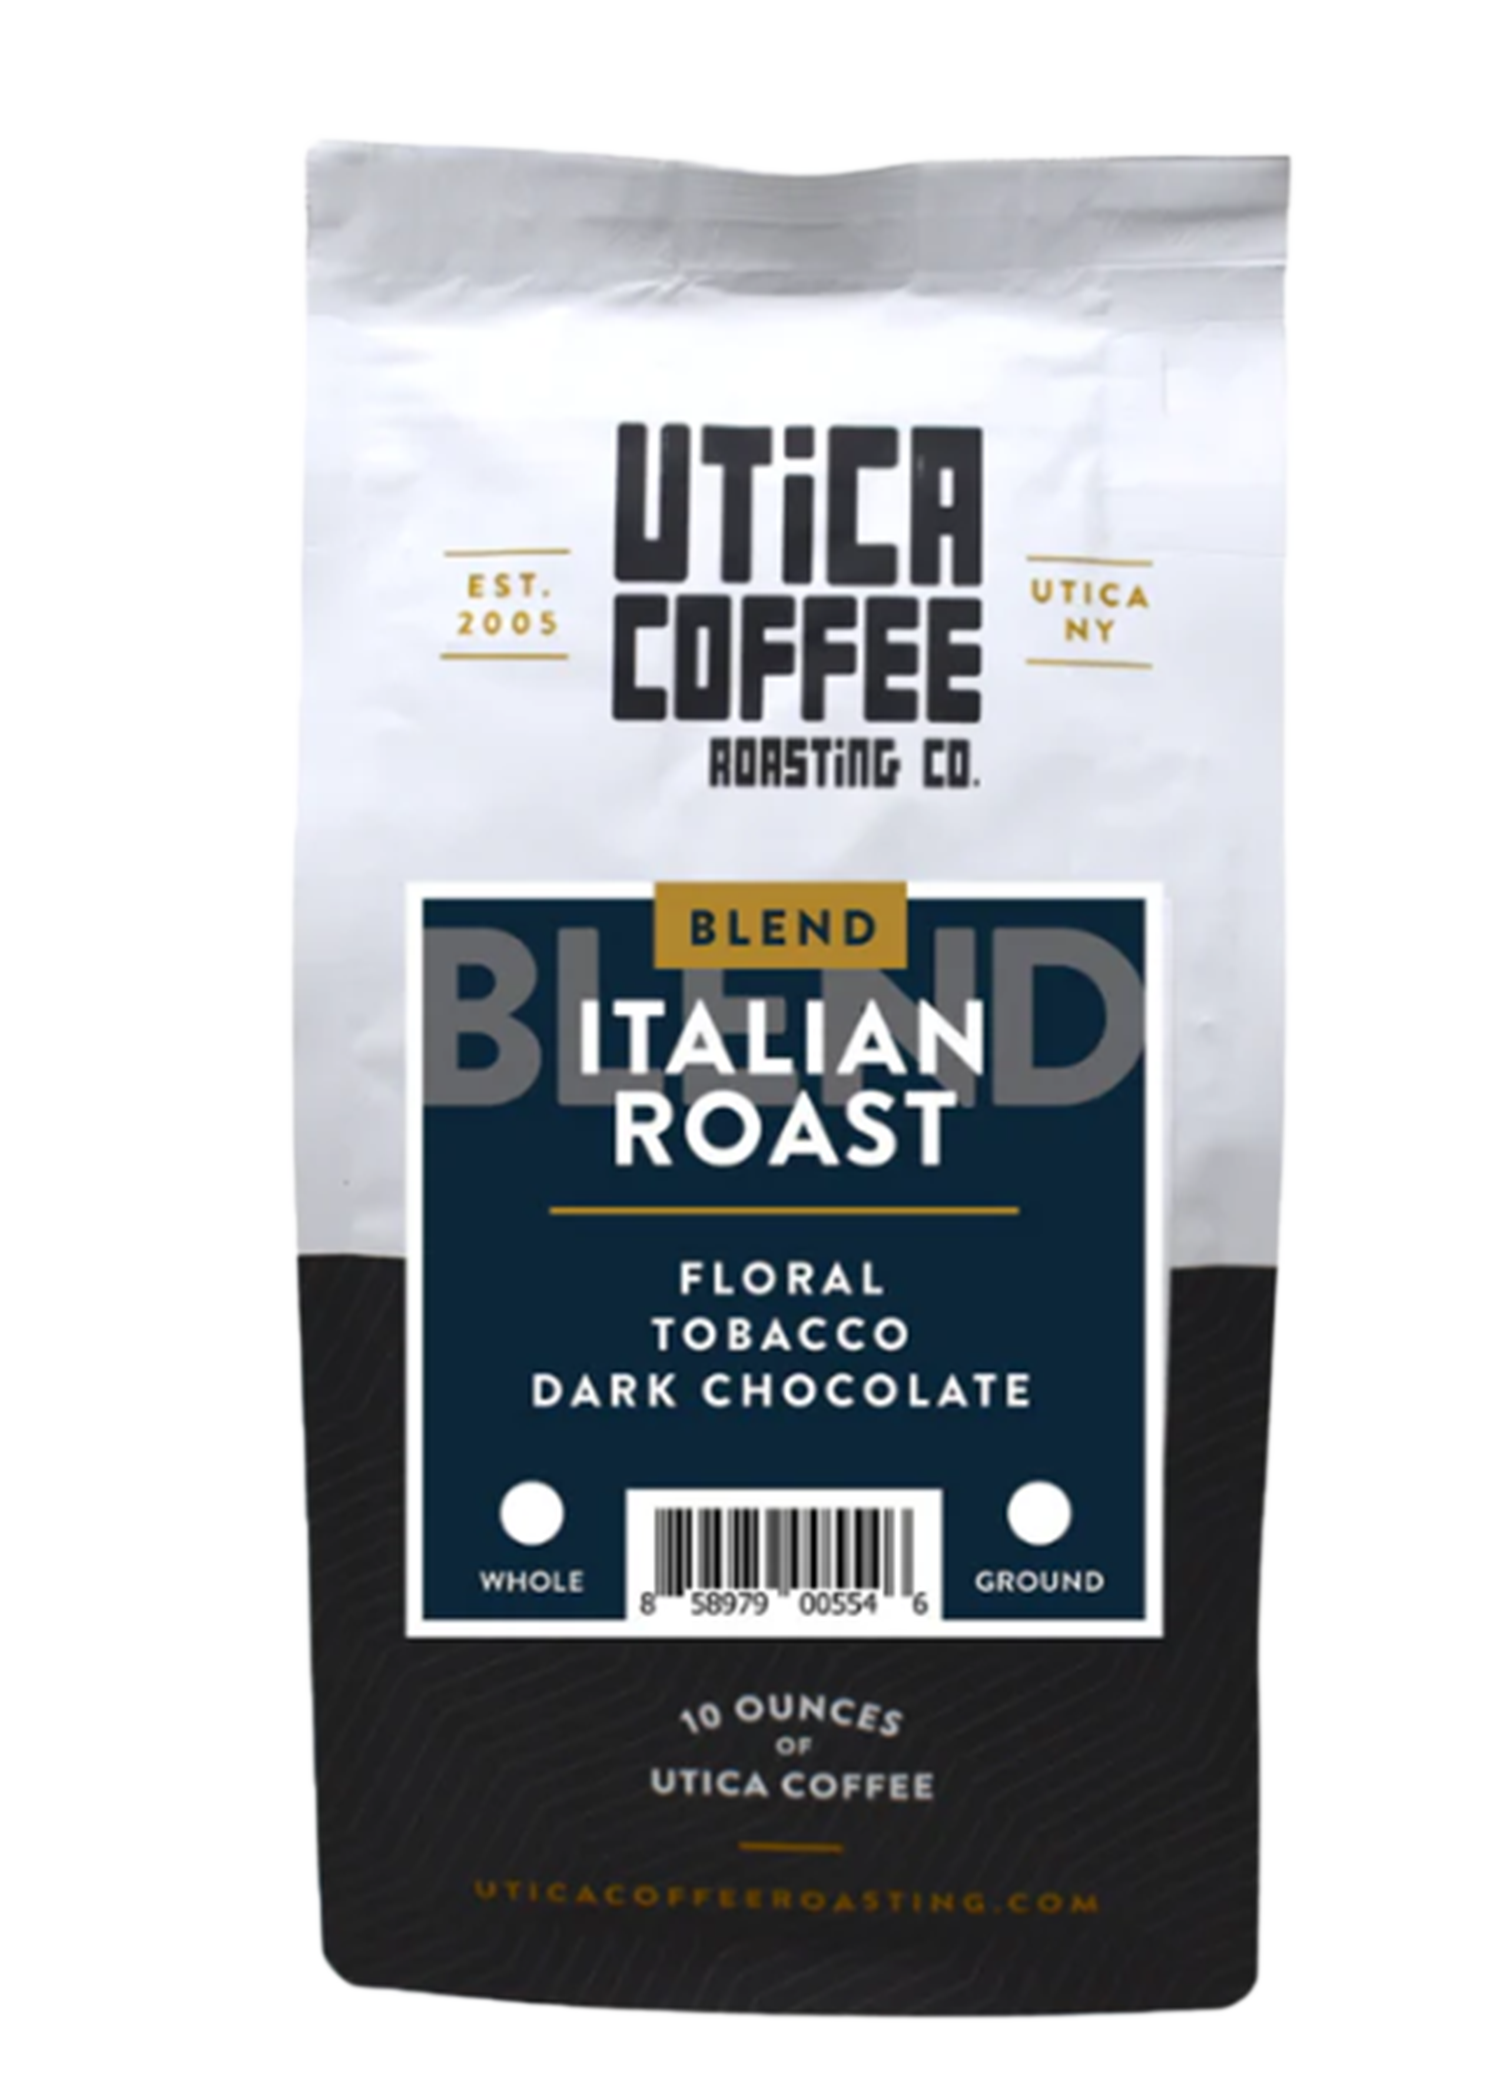 UTiCA
COFFEE
ROASTiNG CO.
EST.
2005
UTICA
NY
BLEND
BLEND
ITALIAN
ROAST
FLORAL
TOBACCO
DARK CHOCOLATE
WHOLE
8 58979 00554 6
GROUND
10 OUNCES
OF
UTICA COFFEE
UTICACOFFEEROASTING.COM